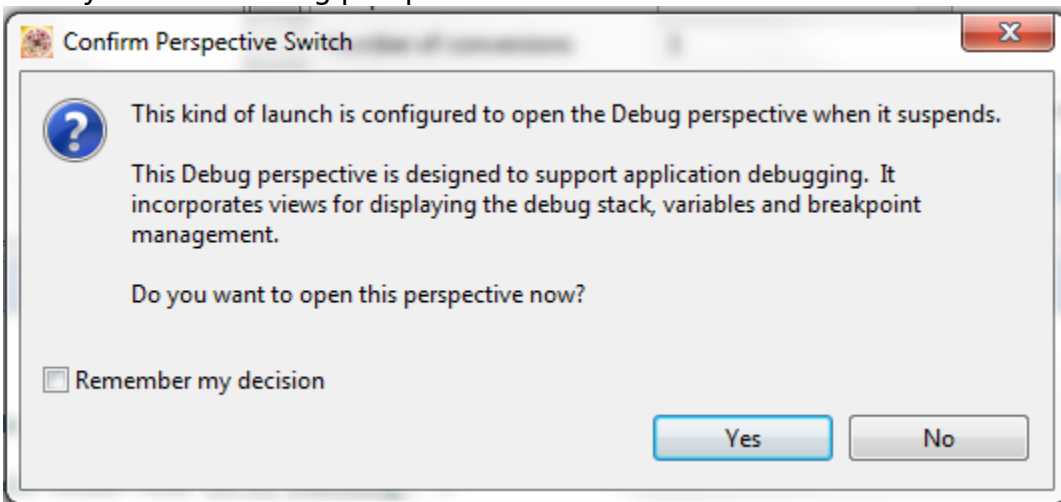 Confirm Perspective Switch
This kind of launch is configured to open the Debug perspective when it suspends.
This Debug perspective is designed to support application debugging.  It
incorporates views for displaying the debug stack, variables and breakpoint
management.
Do you want to open this perspective now?
Remember my decision
Yes
No